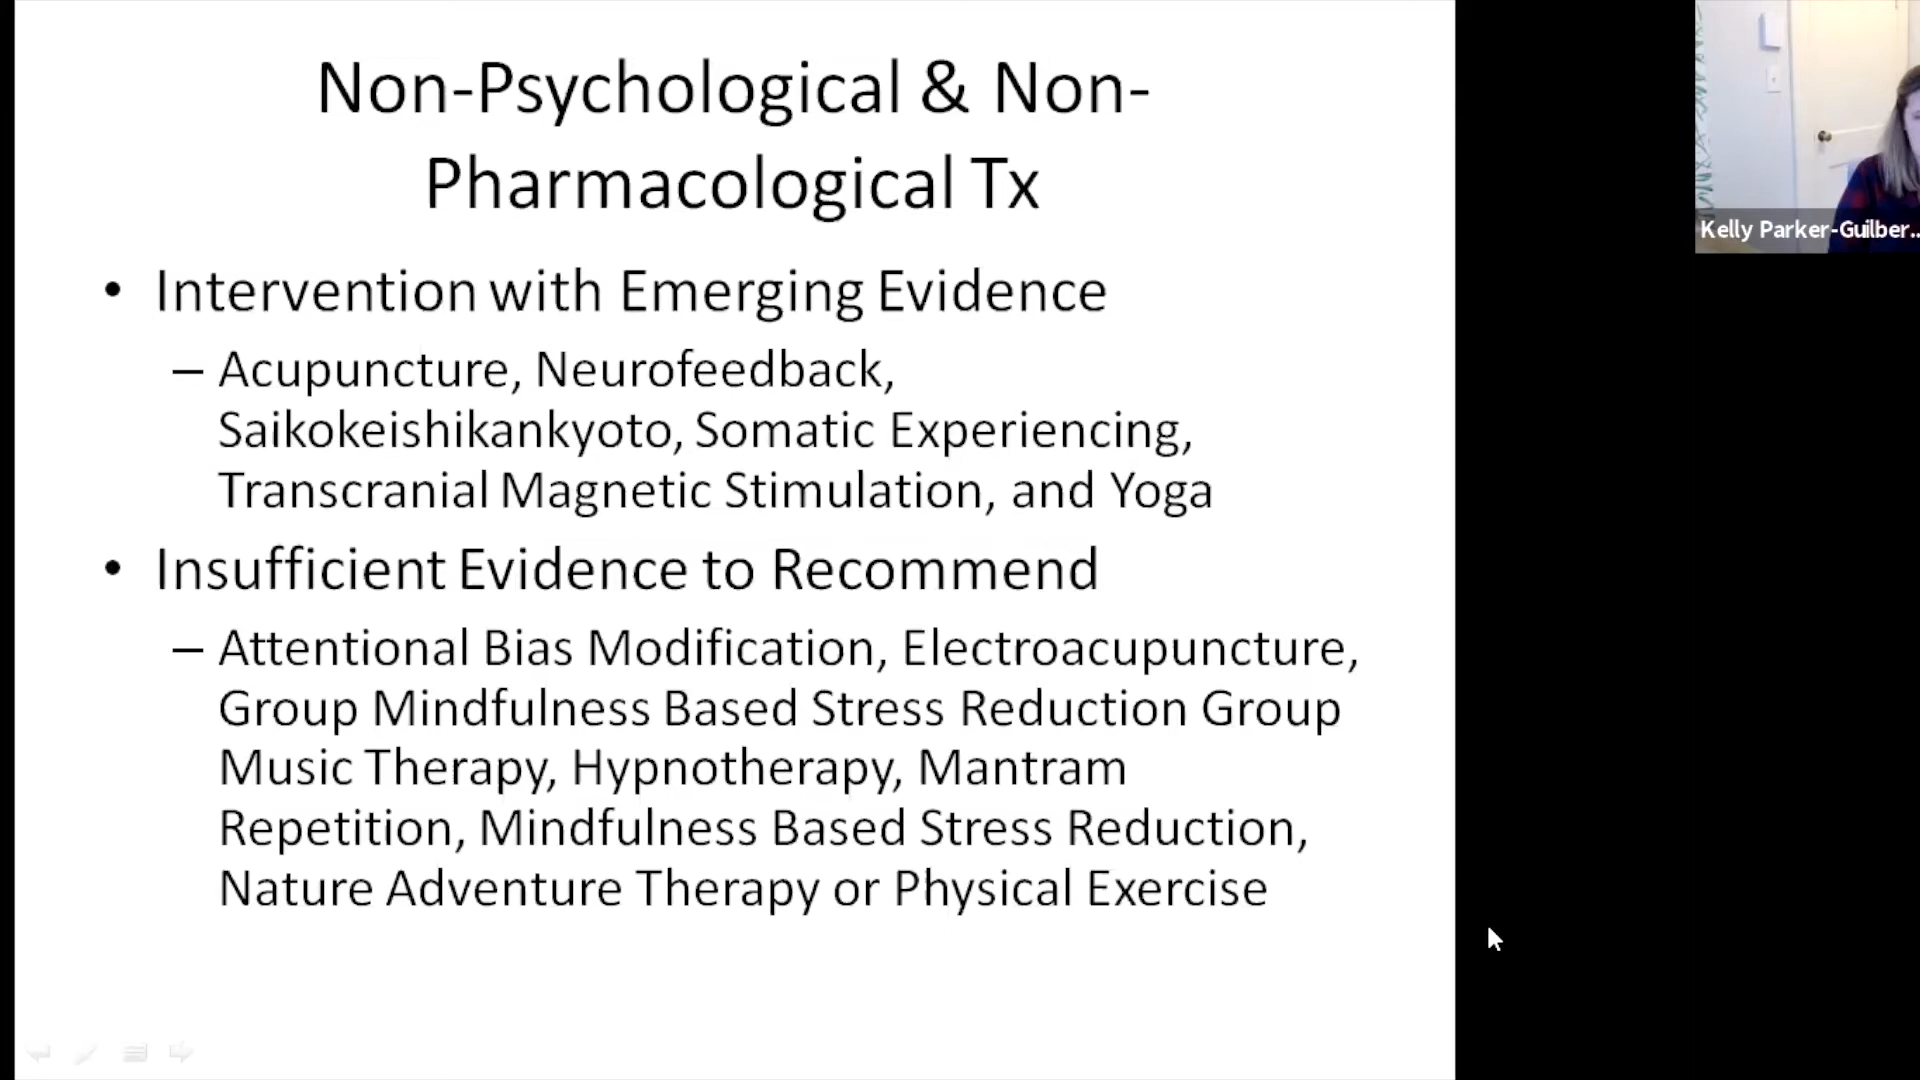 Non-Psychological & Non-
Pharmacological Tx
• Intervention with Emerging Evidence
– Acupuncture, Neurofeedback,
Saikokeishikankyoto, Somatic Experiencing,
Transcranial Magnetic Stimulation, and Yoga
• Insufficient Evidence to Recommend
– Attentional Bias Modification, Electroacupuncture,
Group Mindfulness Based Stress Reduction Group
Music Therapy, Hypnotherapy, Mantram
Repetition, Mindfulness Based Stress Reduction,
Nature Adventure Therapy or Physical Exercise
Kelly Parker-Guilber..